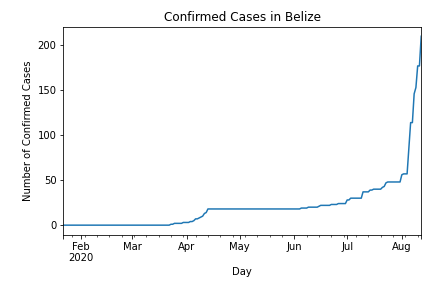 Confirmed Cases in Belize
Number of Confirmed Cases
200
150
100
50
0
Feb Mar Apr May Jun Jul Aug
2020
Day